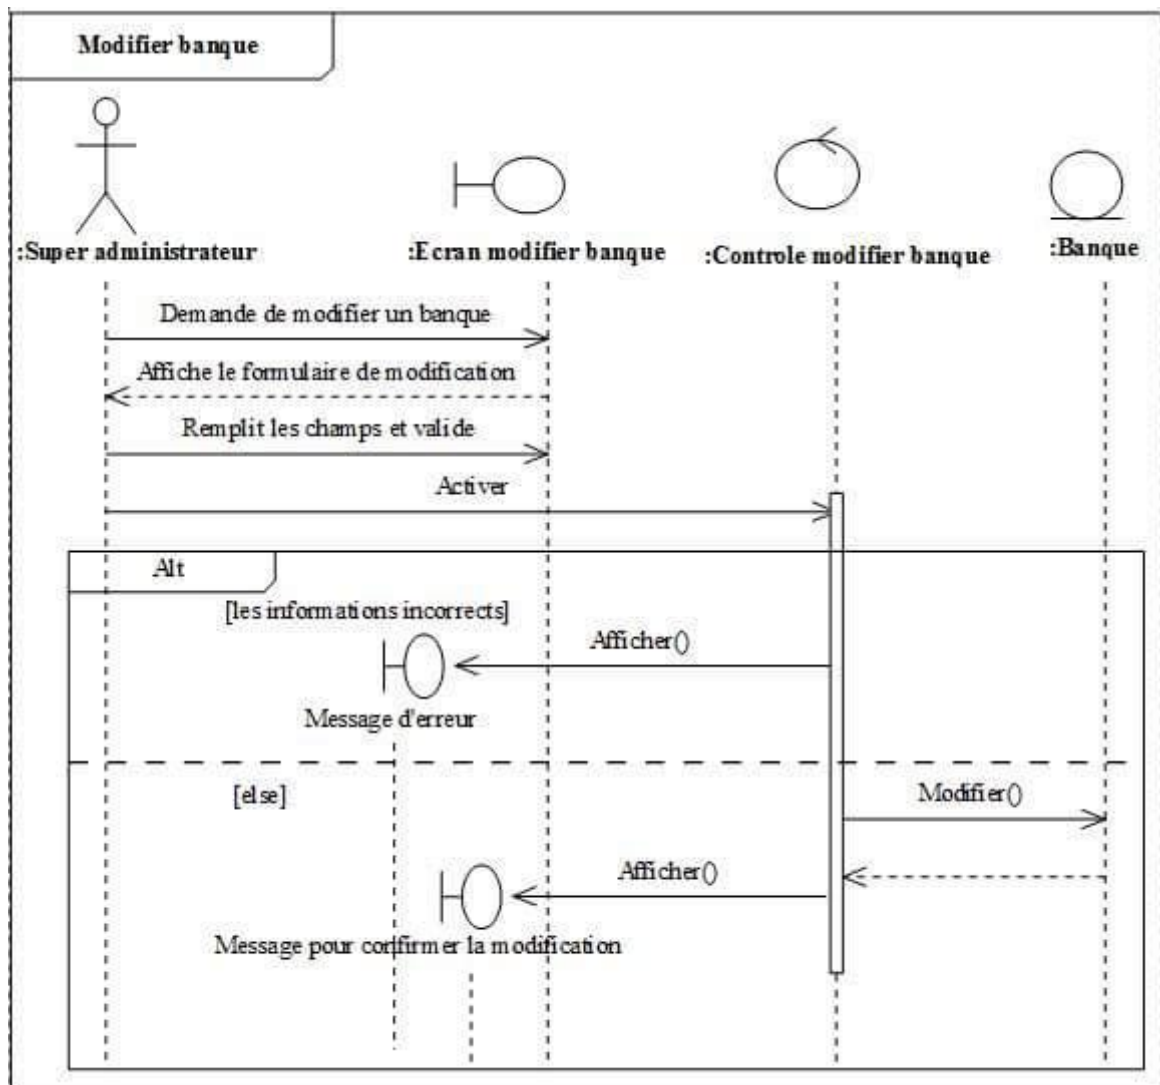 Modifier banque
:Super administrateur
:Ecran modifier banque
:Controle modifier banque
:Banque
Demande de modifier un banque
Affiche le formulaire de modification
Remplit les champs et valide
Activer
Alt
[les informations incorrects]
Afficher()
Message d'erreur
[else]
Modifier()
Afficher()
Message pour confirmer la modification